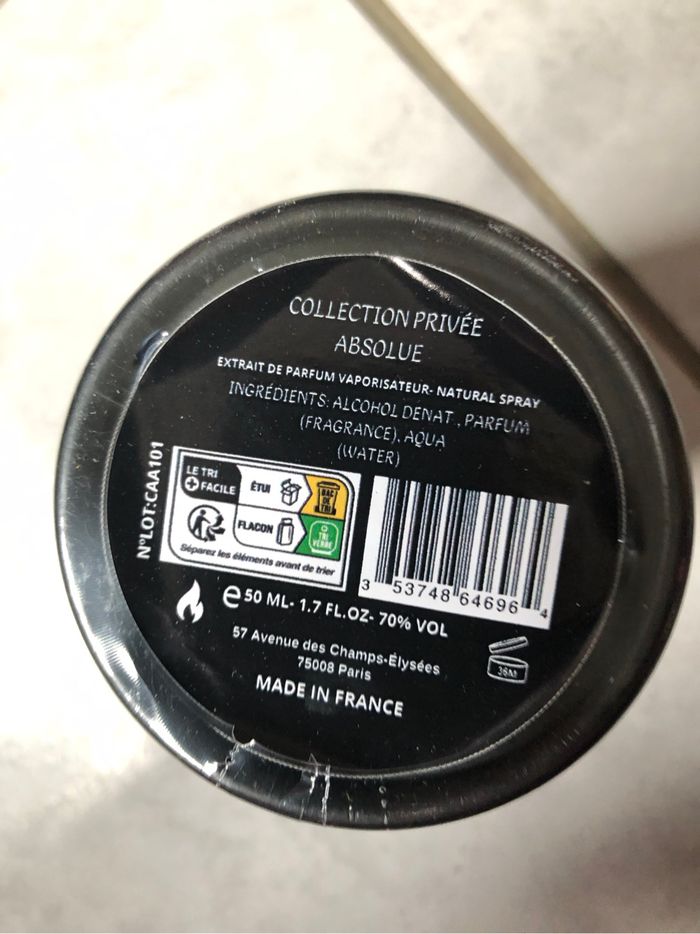 COLLECTION PRIVÉE
ABSOLUE
EXTRAIT DE PARFUM VAPORISATEUR- NATURAL SPRAY
INGRÉDIENTS: ALCOHOL DENAT., PARFUM
(FRAGRANCE), AQUA
(WATER)
N°LOT:CAA101
LE TRI
+ FACILE
ÉTUI
BAC
DE
TRI
FLACON
TRI
VERRE
Séparez les éléments avant de trier
3 53748 64696 4
e 50 ML- 1.7 FL.OZ- 70% VOL
57 Avenue des Champs-Élysées
75008 Paris
36M
MADE IN FRANCE